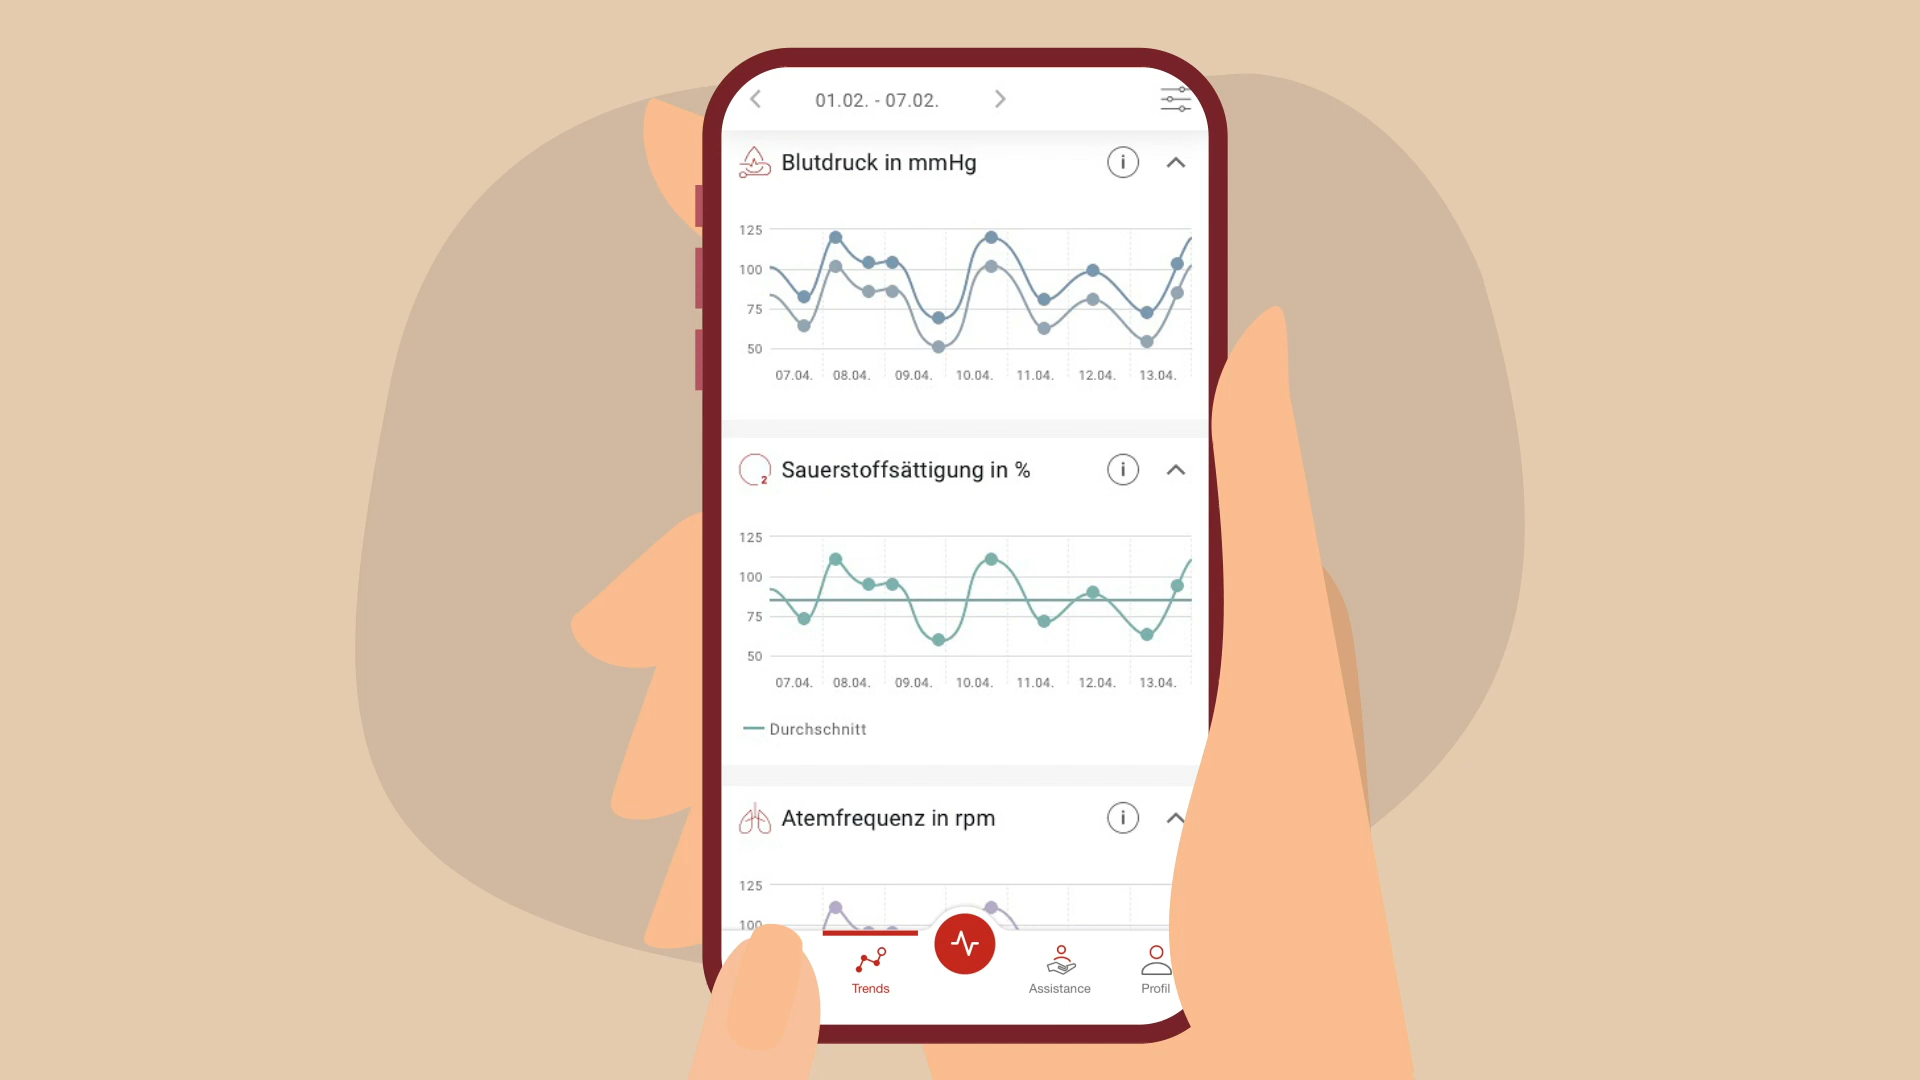 01.02. - 07.02.
Blutdruck in mmHg
i
125
100
75
50
07.04. 08.04. 09.04. 10.04. 11.04. 12.04. 13.04.
2
Sauerstoffsättigung in %
i
125
100
75
50
07.04. 08.04. 09.04. 10.04. 11.04. 12.04. 13.04.
Durchschnitt
Atemfrequenz in rpm
i
125
100
Trends
Assistance
Profil